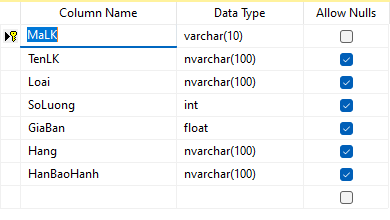 Column Name Data Type Allow Nulls
MaLK varchar(10)
TenLK nvarchar(100)
Loai nvarchar(100)
SoLuong int
GiaBan float
Hang nvarchar(100)
HanBaoHanh nvarchar(100)